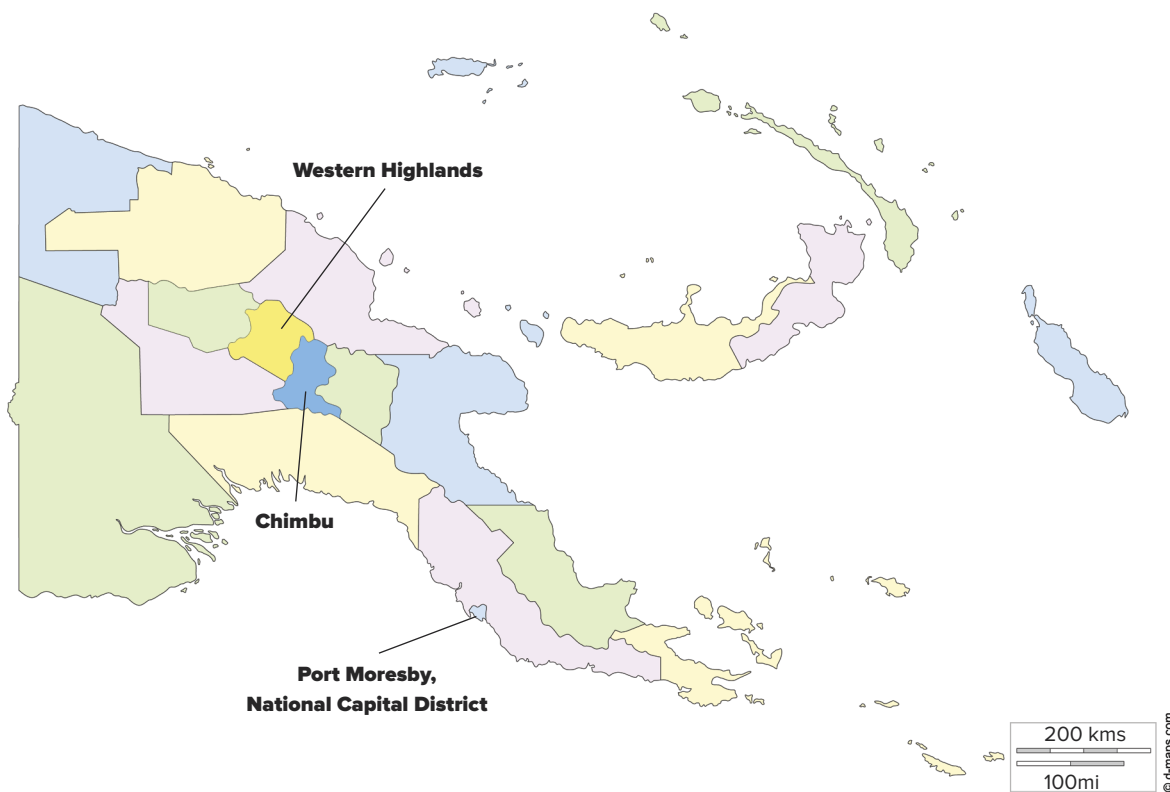 Western Highlands
Chimbu
Port Moresby,
National Capital District
200 kms
100mi
© d-maps.com